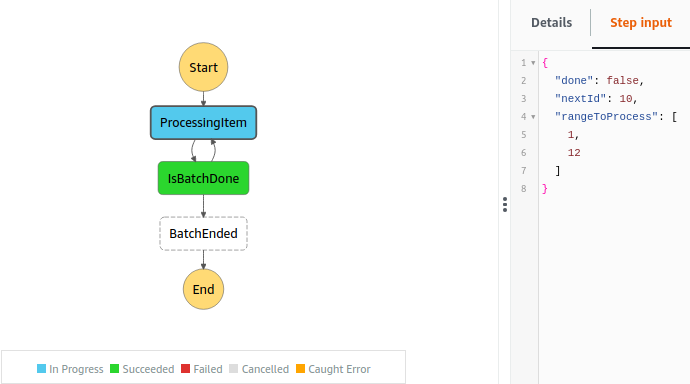 Start
ProcessingItem
IsBatchDone
BatchEnded
End
In Progress Succeeded Failed Cancelled Caught Error
Details Step input
1 {
2 "done": false,
3 "nextId": 10,
4 "rangeToProcess": [
5 1,
6 12
7 ]
8 }